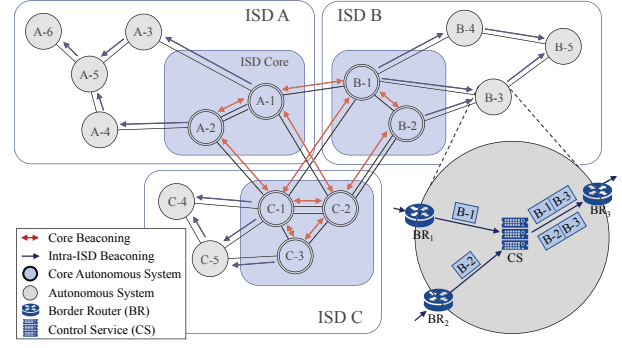 ISD A
ISD B
A-6
A-3
B-4
B-5
A-5
ISD Core
A-1
B-1
B-3
A-4
A-2
B-2
C-4
C-1
C-2
C-5
C-3
ISD C
Core Beaconing
Intra-ISD Beaconing
Core Autonomous System
Autonomous System
Border Router (BR)
Control Service (CS)
BR1
B-1
B-1 B-3
BR3
B-2 B-3
CS
B-2
BR2